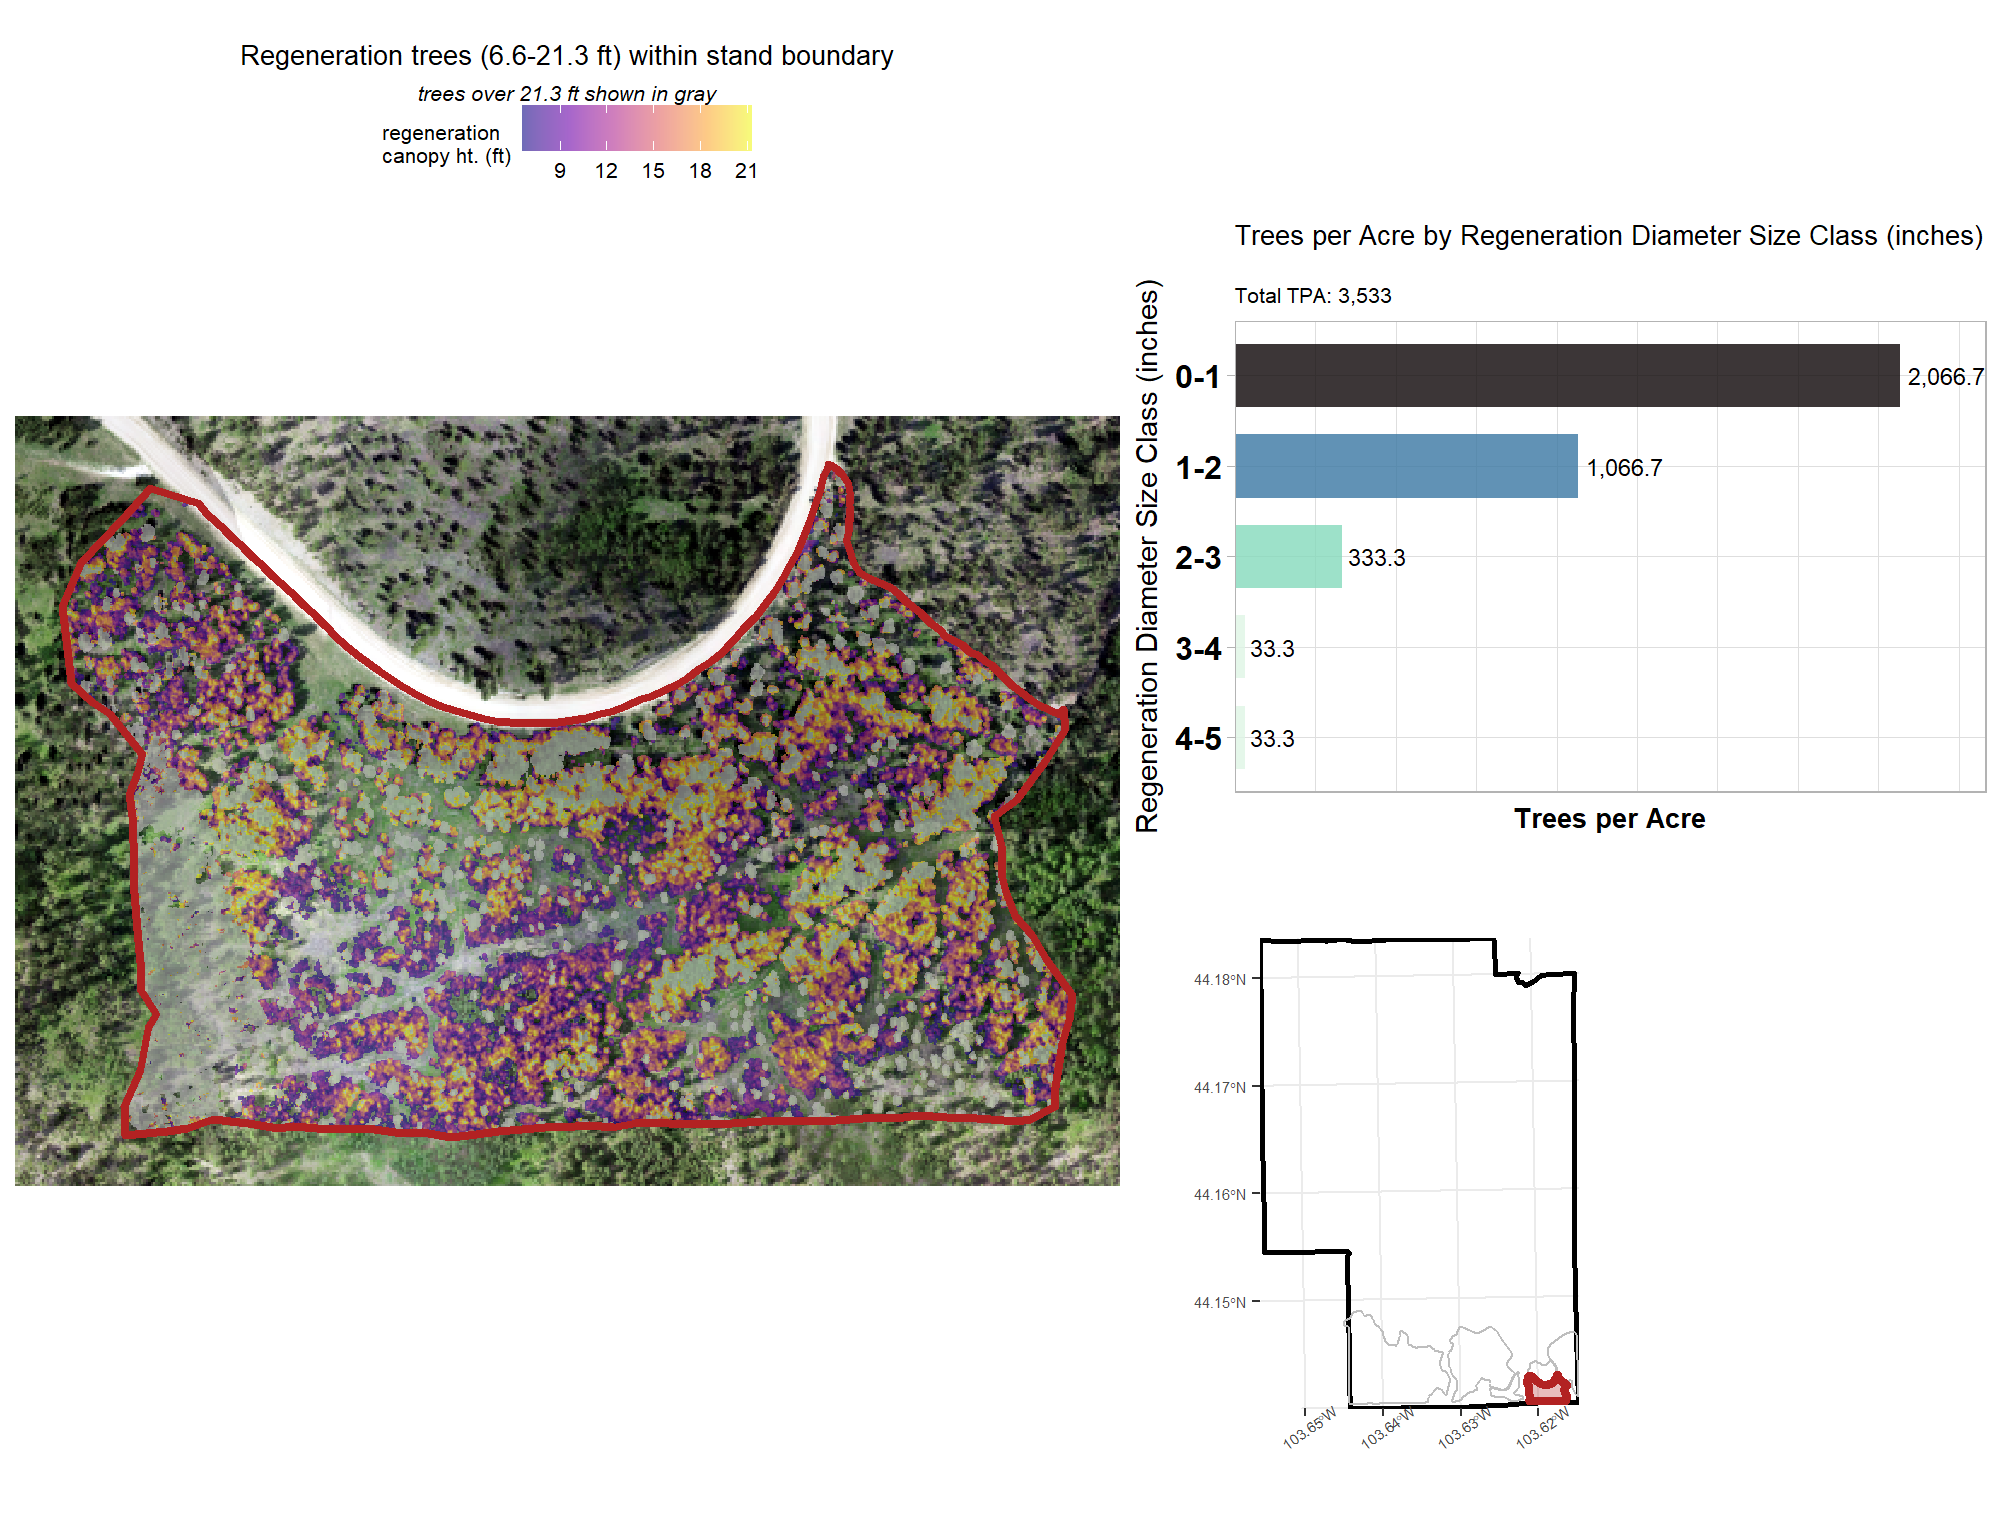 Regeneration trees (6.6-21.3 ft) within stand boundary
trees over 21.3 ft shown in gray
regeneration
canopy ht. (ft)
9 12 15 18 21
Trees per Acre by Regeneration Diameter Size Class (inches)
Total TPA: 3,533
Regeneration Diameter Size Class (inches)
0-1 2,066.7
1-2 1,066.7
2-3 333.3
3-4 33.3
4-5 33.3
Trees per Acre
44.18°N
44.17°N
44.16°N
44.15°N
103.65°W 103.64°W 103.63°W 103.62°W